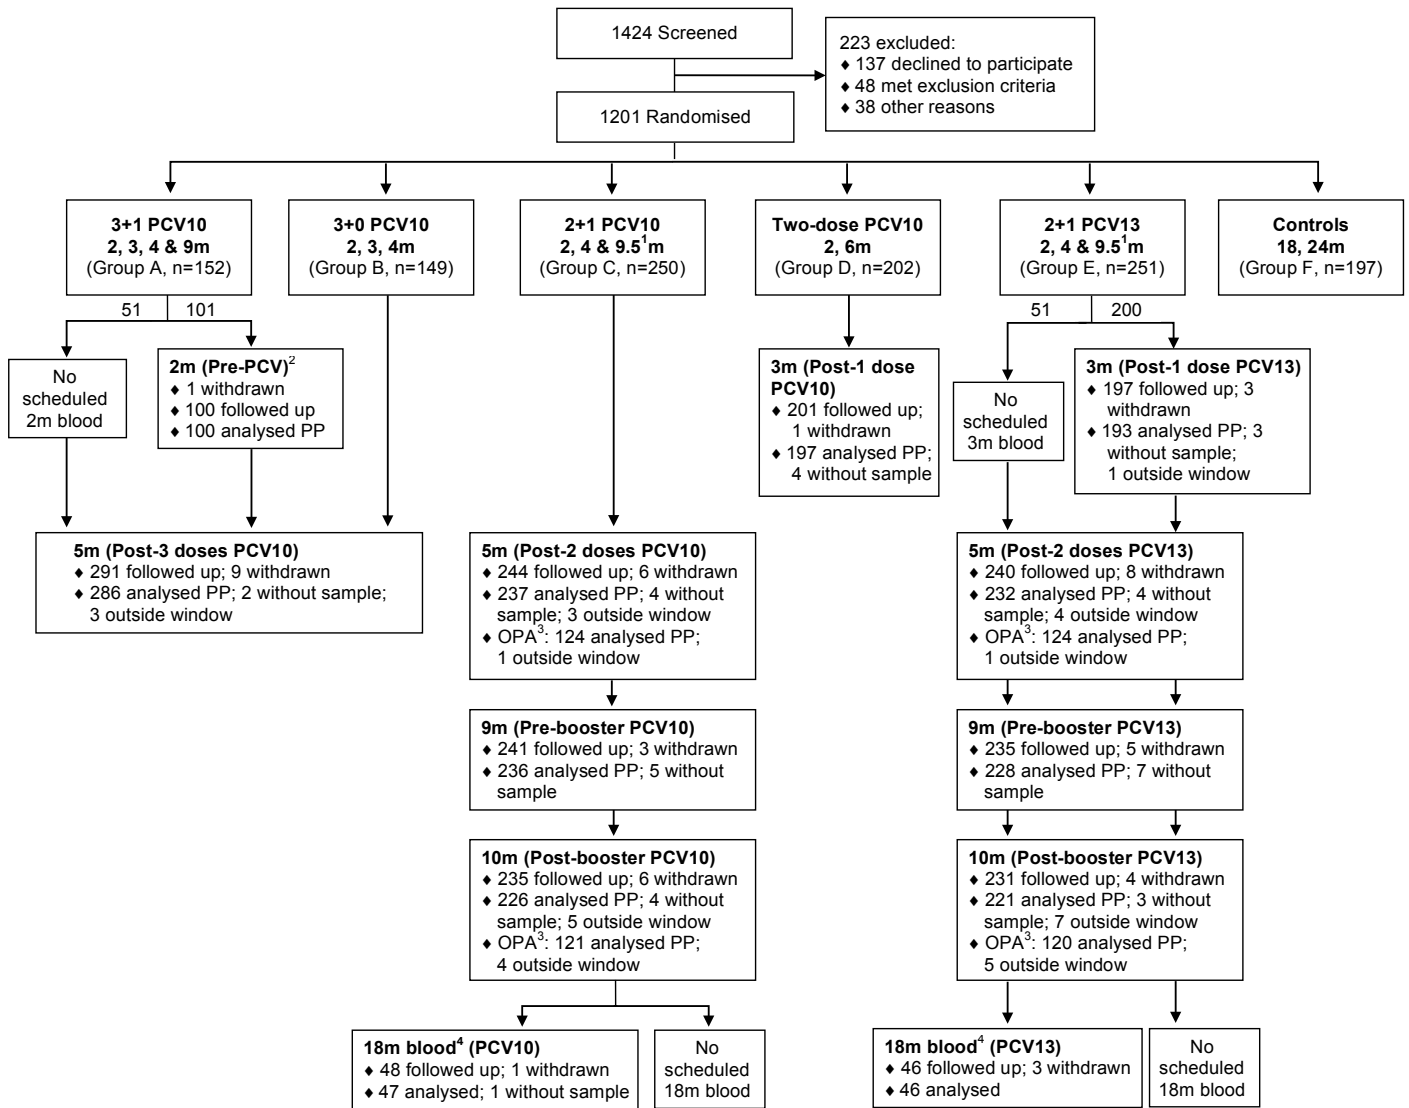 1424 Screened
223 excluded:
♦ 137 declined to participate
♦ 48 met exclusion criteria
♦ 38 other reasons
1201 Randomised
3+1 PCV10
2, 3, 4 & 9m
(Group A, n=152)
3+0 PCV10
2, 3, 4m
(Group B, n=149)
2+1 PCV10
2, 4 & 9.5¹m
(Group C, n=250)
Two-dose PCV10
2, 6m
(Group D, n=202)
2+1 PCV13
2, 4 & 9.5¹m
(Group E, n=251)
Controls
18, 24m
(Group F, n=197)
51 101
51 200
No
scheduled
2m blood
2m (Pre-PCV)²
♦ 1 withdrawn
♦ 100 followed up
♦ 100 analysed PP
3m (Post-1 dose
PCV10)
♦ 201 followed up;
1 withdrawn
♦ 197 analysed PP;
4 without sample
No
scheduled
3m blood
3m (Post-1 dose PCV13)
♦ 197 followed up; 3
withdrawn
♦ 193 analysed PP; 3
without sample;
1 outside window
5m (Post-3 doses PCV10)
♦ 291 followed up; 9 withdrawn
♦ 286 analysed PP; 2 without sample;
3 outside window
5m (Post-2 doses PCV10)
♦ 244 followed up; 6 withdrawn
♦ 237 analysed PP; 4 without
sample; 3 outside window
♦ OPA³: 124 analysed PP;
1 outside window
5m (Post-2 doses PCV13)
♦ 240 followed up; 8 withdrawn
♦ 232 analysed PP; 4 without
sample; 4 outside window
♦ OPA³: 124 analysed PP;
1 outside window
9m (Pre-booster PCV10)
♦ 241 followed up; 3 withdrawn
♦ 236 analysed PP; 5 without
sample
9m (Pre-booster PCV13)
♦ 235 followed up; 5 withdrawn
♦ 228 analysed PP; 7 without
sample
10m (Post-booster PCV10)
♦ 235 followed up; 6 withdrawn
♦ 226 analysed PP; 4 without
sample; 5 outside window
♦ OPA³: 121 analysed PP;
4 outside window
10m (Post-booster PCV13)
♦ 231 followed up; 4 withdrawn
♦ 221 analysed PP; 3 without
sample; 7 outside window
♦ OPA³: 120 analysed PP;
5 outside window
18m blood⁴ (PCV10)
♦ 48 followed up; 1 withdrawn
♦ 47 analysed; 1 without sample
No
scheduled
18m blood
18m blood⁴ (PCV13)
♦ 46 followed up; 3 withdrawn
♦ 46 analysed
No
scheduled
18m blood